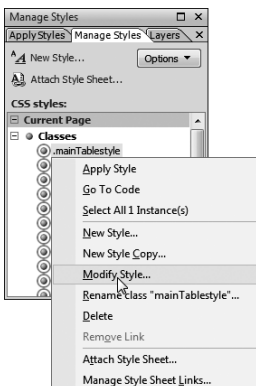 Manage Styles
Apply Styles Manage Styles Layers
New Style... Options
Attach Style Sheet...
CSS styles:
Current Page
Classes
.mainTablestyle
Apply Style
Go To Code
Select All 1 Instance(s)
New Style...
New Style Copy...
Modify Style...
Rename class "mainTablestyle"...
Delete
Remove Link
Attach Style Sheet...
Manage Style Sheet Links...